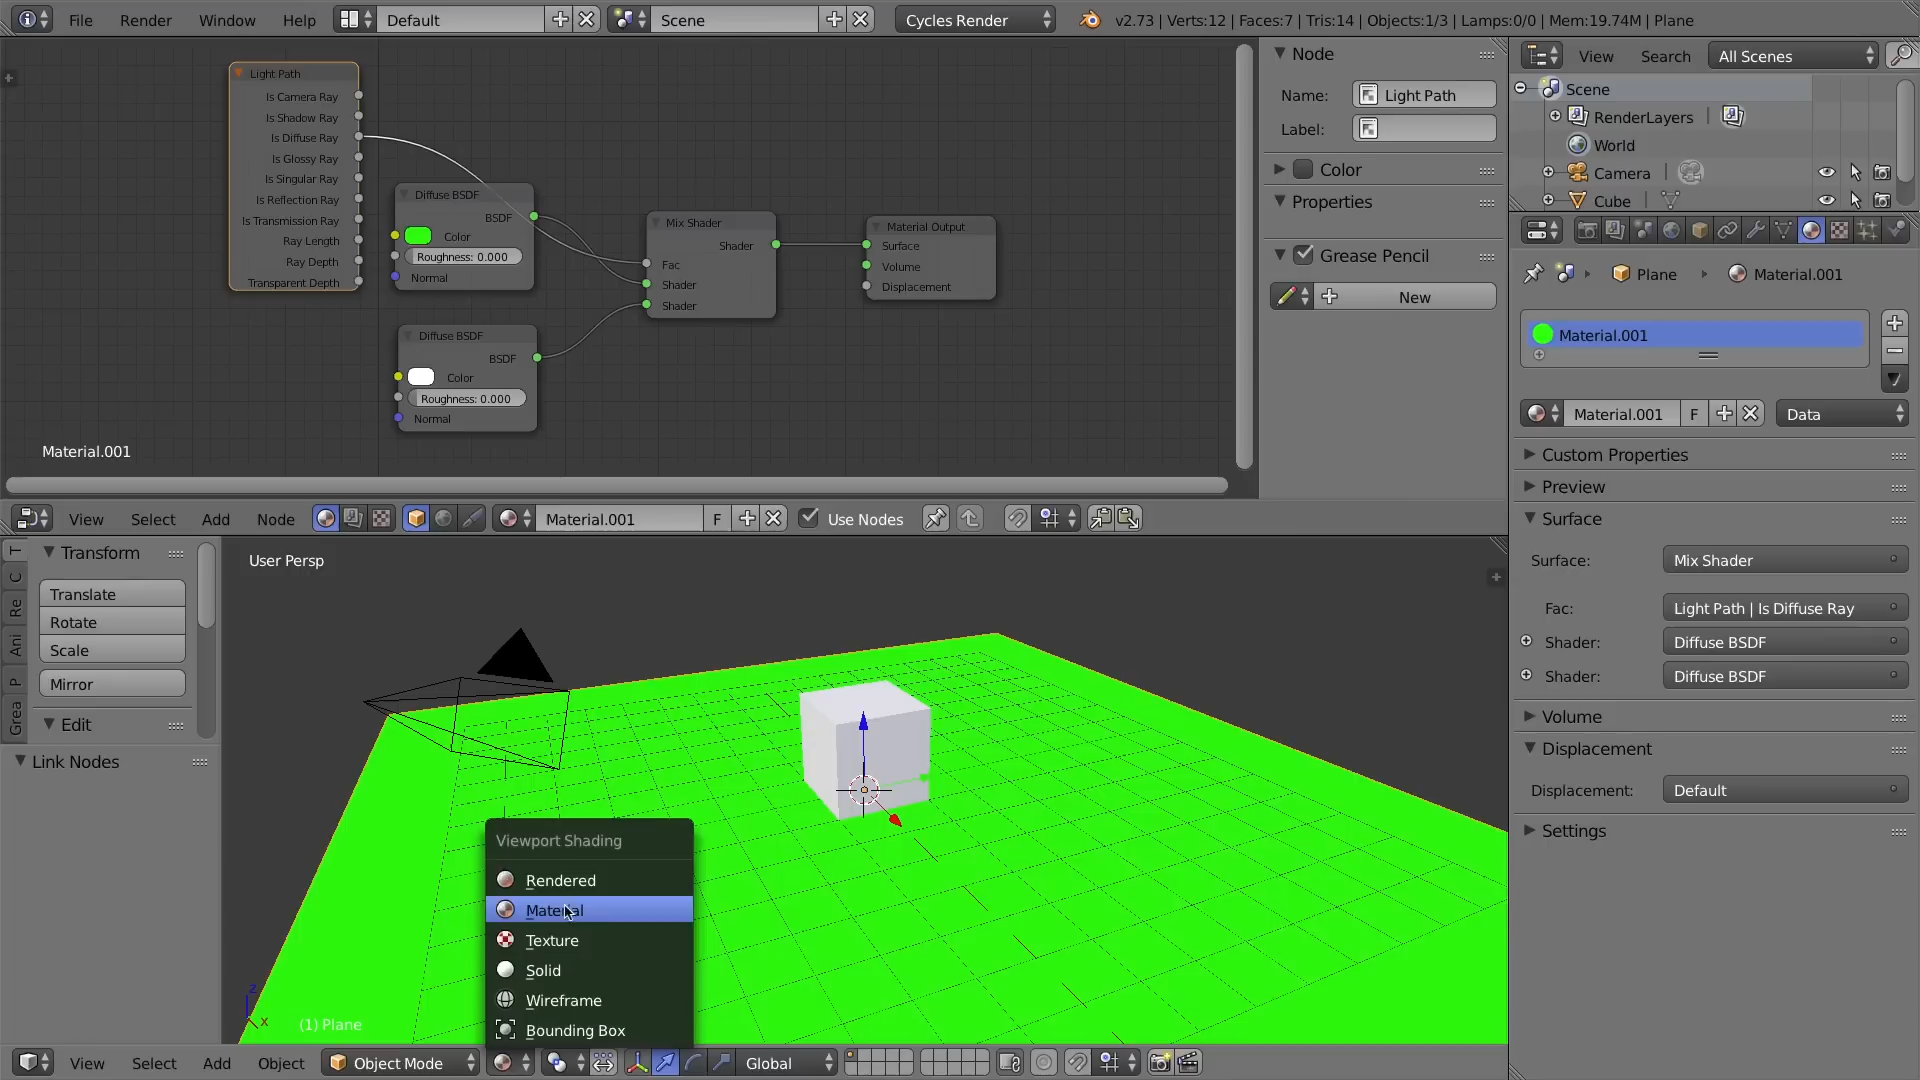 File Render Window Help Default Scene Cycles Render v2.73 | Verts:12 | Faces:7 | Tris:14 | Objects:1/3 | Lamps:0/0 | Mem:19.74M | Plane
Light Path
Is Camera Ray
Is Shadow Ray
Is Diffuse Ray
Is Glossy Ray
Is Singular Ray
Is Reflection Ray
Is Transmission Ray
Ray Length
Ray Depth
Transparent Depth
Diffuse BSDF
BSDF
Color
Roughness: 0.000
Normal
Diffuse BSDF
BSDF
Color
Roughness: 0.000
Normal
Mix Shader
Shader
Fac
Shader
Shader
Material Output
Surface
Volume
Displacement
Material.001
Node
Name: Light Path
Label:
Color
Properties
Grease Pencil
New
View Search All Scenes
Scene
RenderLayers |
World
Camera |
Cube |
Plane Material.001
Material.001
Material.001 F Data
Custom Properties
Preview
Surface
Surface: Mix Shader
Fac: Light Path | Is Diffuse Ray
Shader: Diffuse BSDF
Shader: Diffuse BSDF
Volume
Displacement
Displacement: Default
Settings
View Select Add Node Material.001 F Use Nodes
T
C
Re
Ani
P
Grea
Transform
Translate
Rotate
Scale
Mirror
Edit
Link Nodes
User Persp
Viewport Shading
Rendered
Material
Texture
Solid
Wireframe
Bounding Box
z
x
(1) Plane
View Select Add Object Object Mode Global